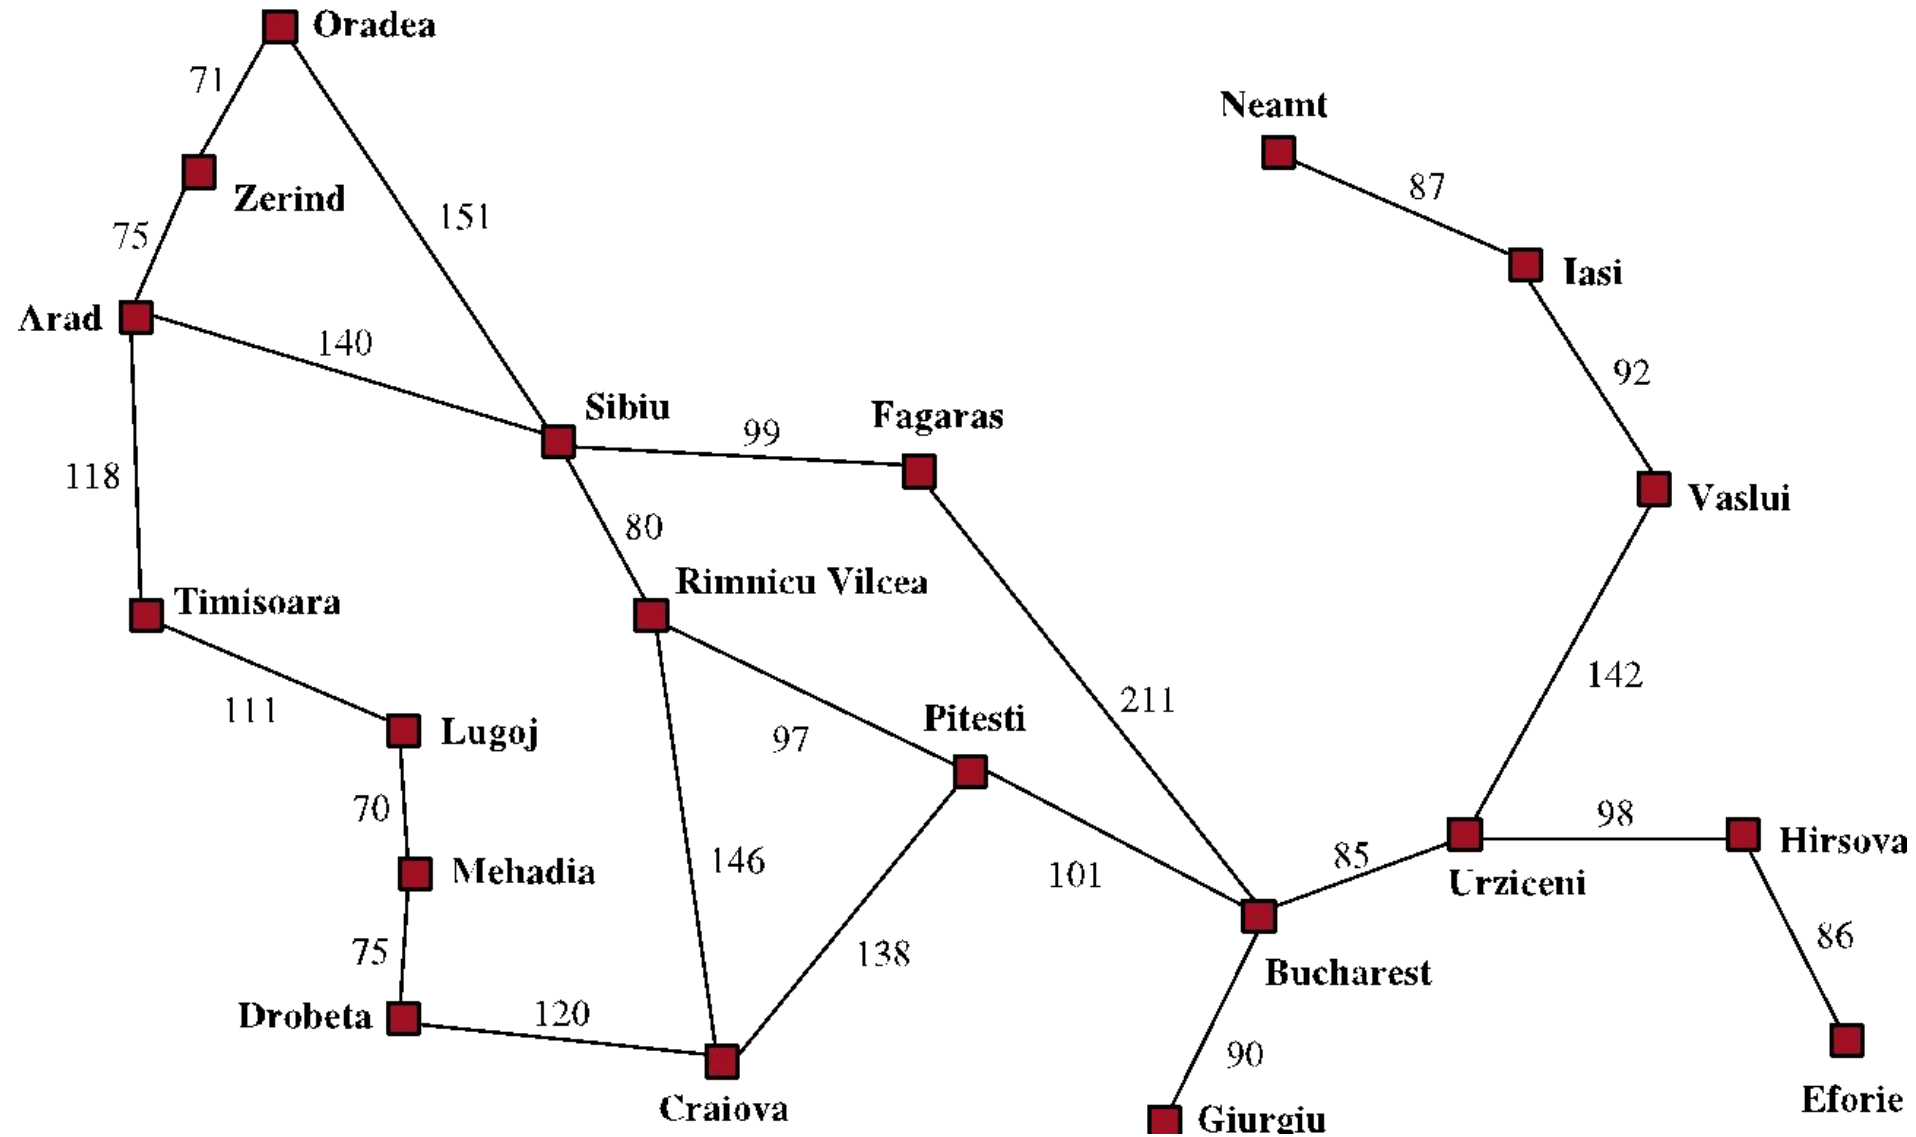 Oradea
71
Neamt
Zerind
87
151
75
Iasi
Arad
140
92
Sibiu
Fagaras
99
118
Vaslui
80
Rimnicu Vilcea
Timisoara
142
211
111
Pitesti
Lugoj
97
70
98
Hirsova
146
101
85
Mehadia
Urziceni
86
75
138
Bucharest
Drobeta
120
90
Eforie
Craiova
Giurgiu